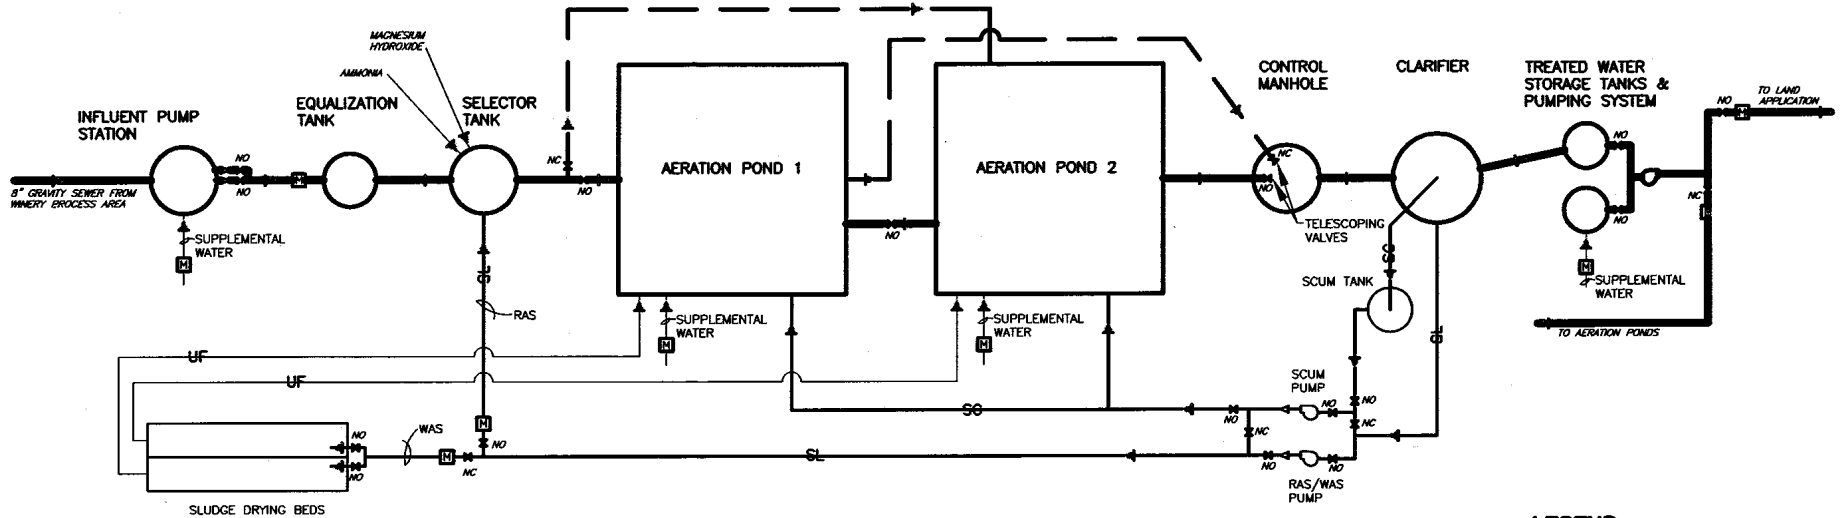 MAGNESIUM
HYDROXIDE
AMMONIA
INFLUENT PUMP
STATION
EQUALIZATION
TANK
SELECTOR
TANK
CONTROL
MANHOLE
CLARIFIER
TREATED WATER
STORAGE TANKS &
PUMPING SYSTEM
TO LAND
APPLICATION
NO
M
NO
NO
M
NC
NO
AERATION POND 1
AERATION POND 2
NC
NO
NO
NO
NC
8" GRAVITY SEWER FROM
WINERY PROCESS AREA
SUPPLEMENTAL
WATER
M
NO
TELESCOPING
VALVES
SC
SCUM TANK
M
SUPPLEMENTAL
WATER
RAS
SUPPLEMENTAL
WATER
M
SUPPLEMENTAL
WATER
M
TO AERATION PONDS
UF
UF
SC
SCUM
PUMP
NO
NO
NO
NC
NC
M
NO
WAS
NO
M
NC
NO
SL
NO
NO
RAS/WAS
PUMP
SLUDGE DRYING BEDS